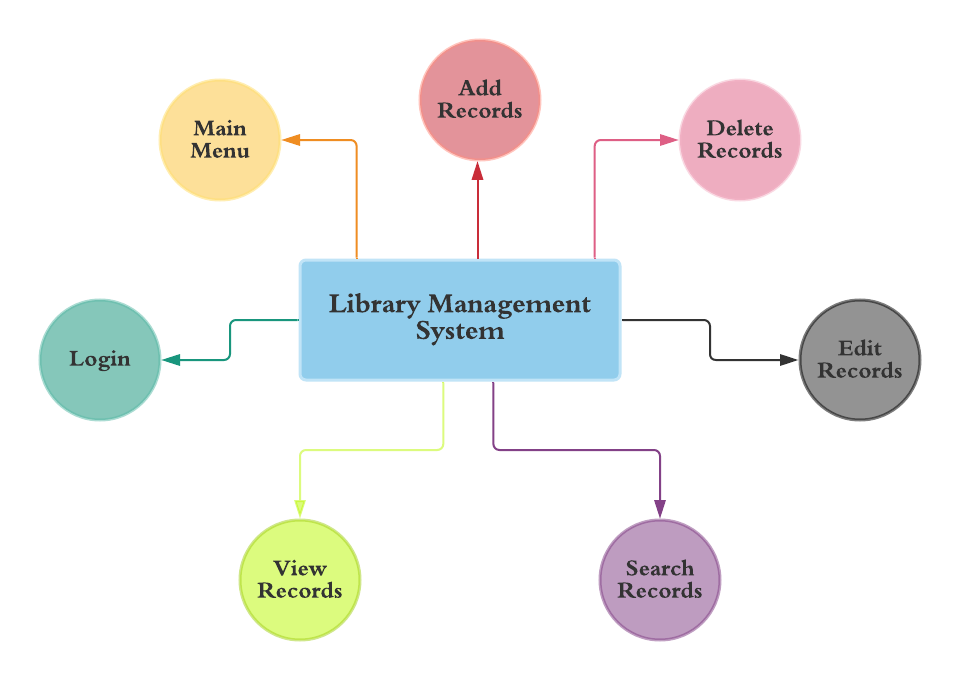 Add
Records
Main
Menu
Delete
Records
Library Management
System
Login
Edit
Records
View
Records
Search
Records